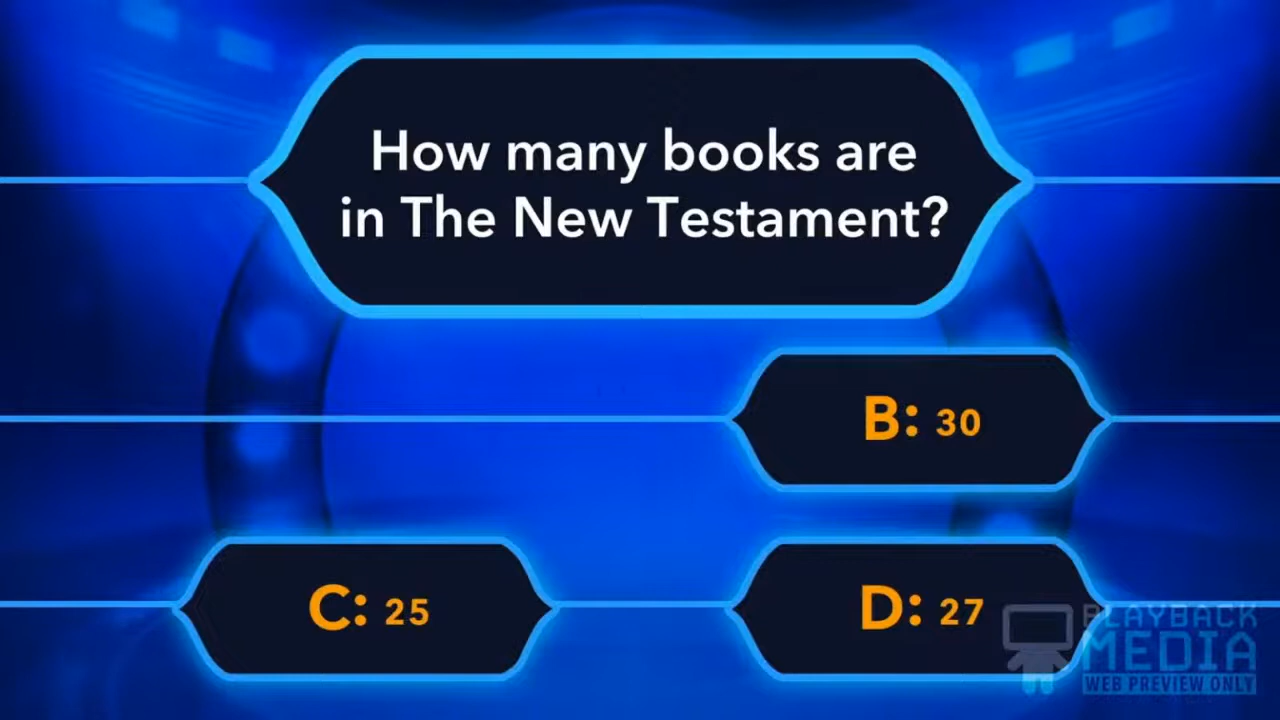 How many books are
in The New Testament?
B: 30
C: 25
D: 27
PLAYBACK
MEDIA
WEB PREVIEW ONLY